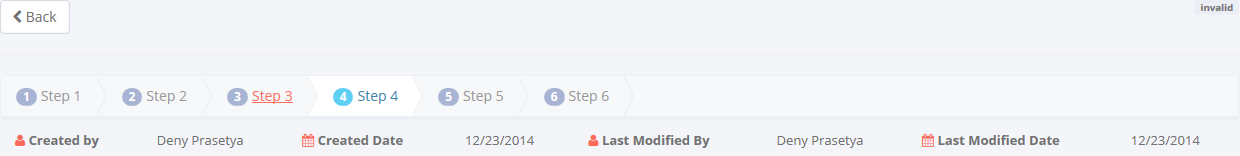 Back
invalid
1 Step 1 2 Step 2 3 Step 3 4 Step 4 5 Step 5 6 Step 6
Created by Deny Prasetya Created Date 12/23/2014 Last Modified By Deny Prasetya Last Modified Date 12/23/2014